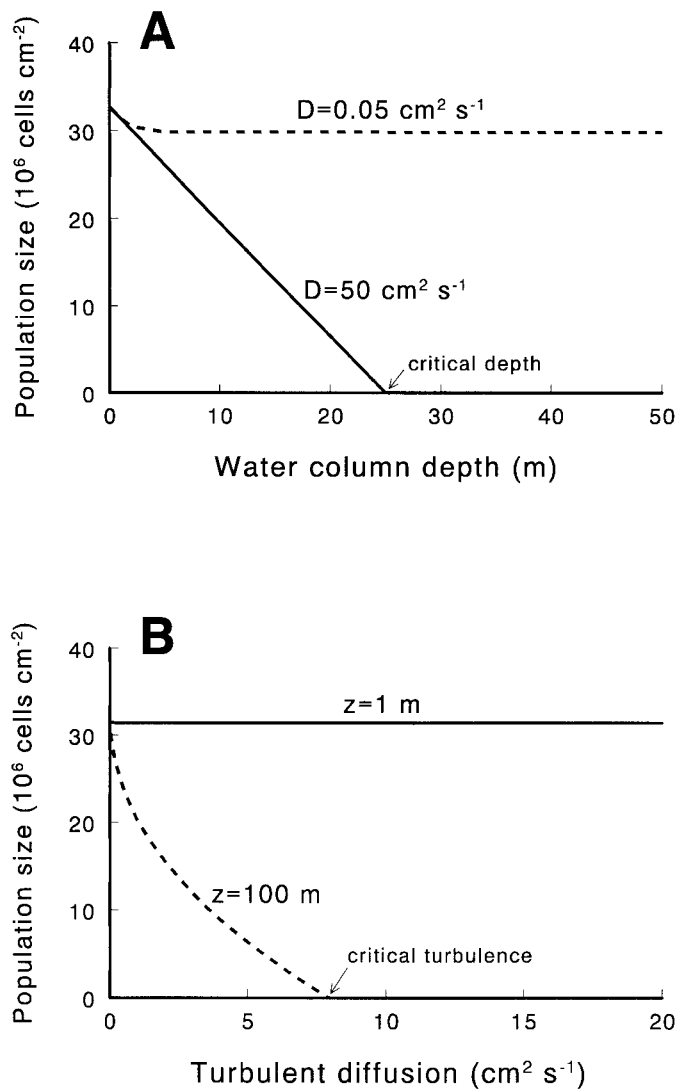 A
40
30
20
10
0
D=0.05 cm² s⁻¹
D=50 cm² s⁻¹
critical depth
0 10 20 30 40 50
Water column depth (m)
Population size (10⁶ cells cm⁻²)
B
40
30
20
10
0
z=1 m
z=100 m
critical turbulence
0 5 10 15 20
Turbulent diffusion (cm² s⁻¹)
Population size (10⁶ cells cm⁻²)